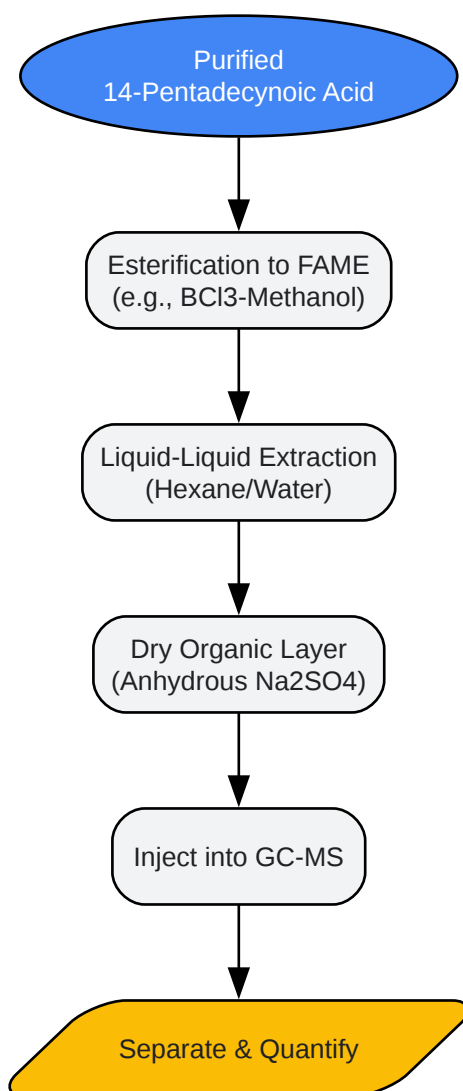 Purified
14-Pentadecynoic Acid
Esterification to FAME
(e.g., BCl3-Methanol)
Liquid-Liquid Extraction
(Hexane/Water)
Dry Organic Layer
(Anhydrous Na2SO4)
Inject into GC-MS
Separate & Quantify